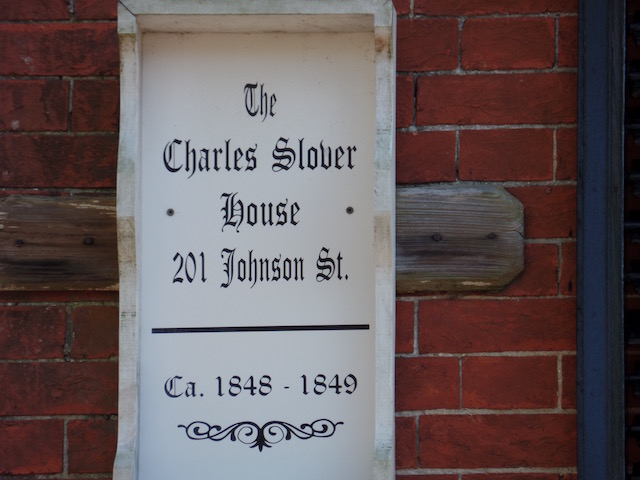 The
Charles Slover
House
201 Johnson St.
Ca. 1848 - 1849